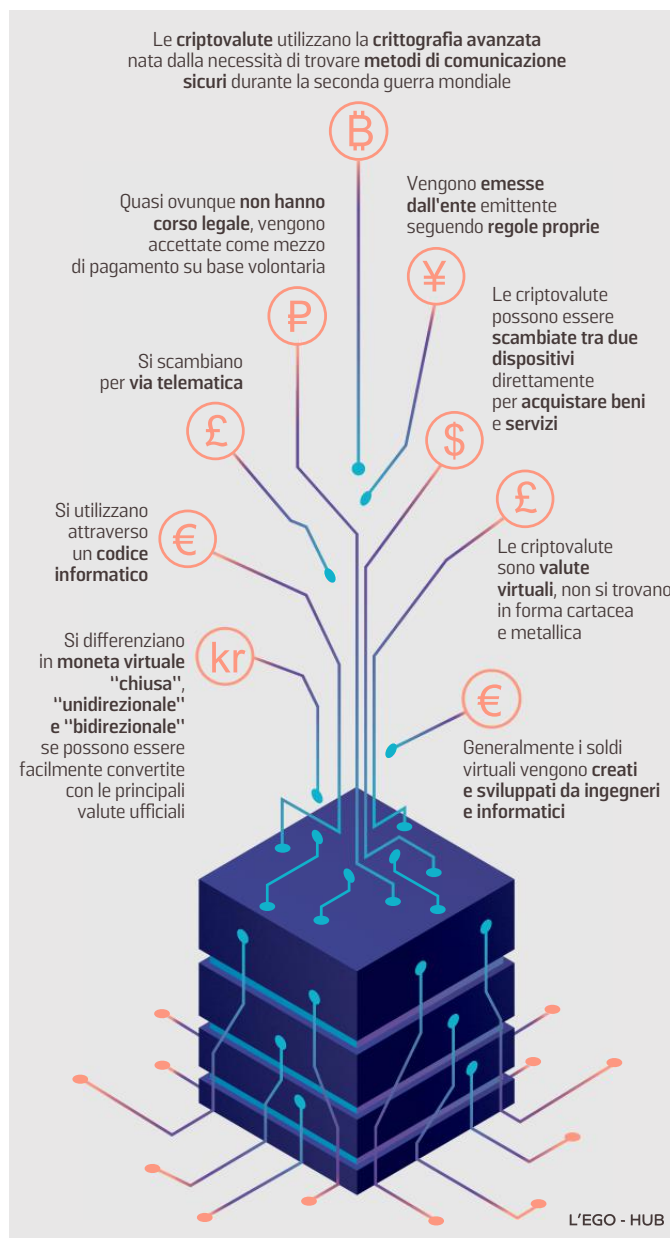 Le criptovalute utilizzano la crittografia avanzata
nata dalla necessità di trovare metodi di comunicazione
sicuri durante la seconda guerra mondiale
₿
Quasi ovunque non hanno
corso legale, vengono
accettate come mezzo
di pagamento su base volontaria
₽
Vengono emesse
dall'ente emittente
seguendo regole proprie
¥
Le criptovalute
possono essere
scambiate tra due
dispositivi
direttamente
per acquistare beni
e servizi
$
Si scambiano
per via telematica
£
Si utilizzano
attraverso
un codice
informatico
€
£
Le criptovalute
sono valute
virtuali, non si trovano
in forma cartacea
e metallica
Si differenziano
in moneta virtuale
"chiusa",
"unidirezionale"
e "bidirezionale"
se possono essere
facilmente convertite
con le principali
valute ufficiali
kr
€
Generalmente i soldi
virtuali vengono creati
e sviluppati da ingegneri
e informatici
L'EGO - HUB